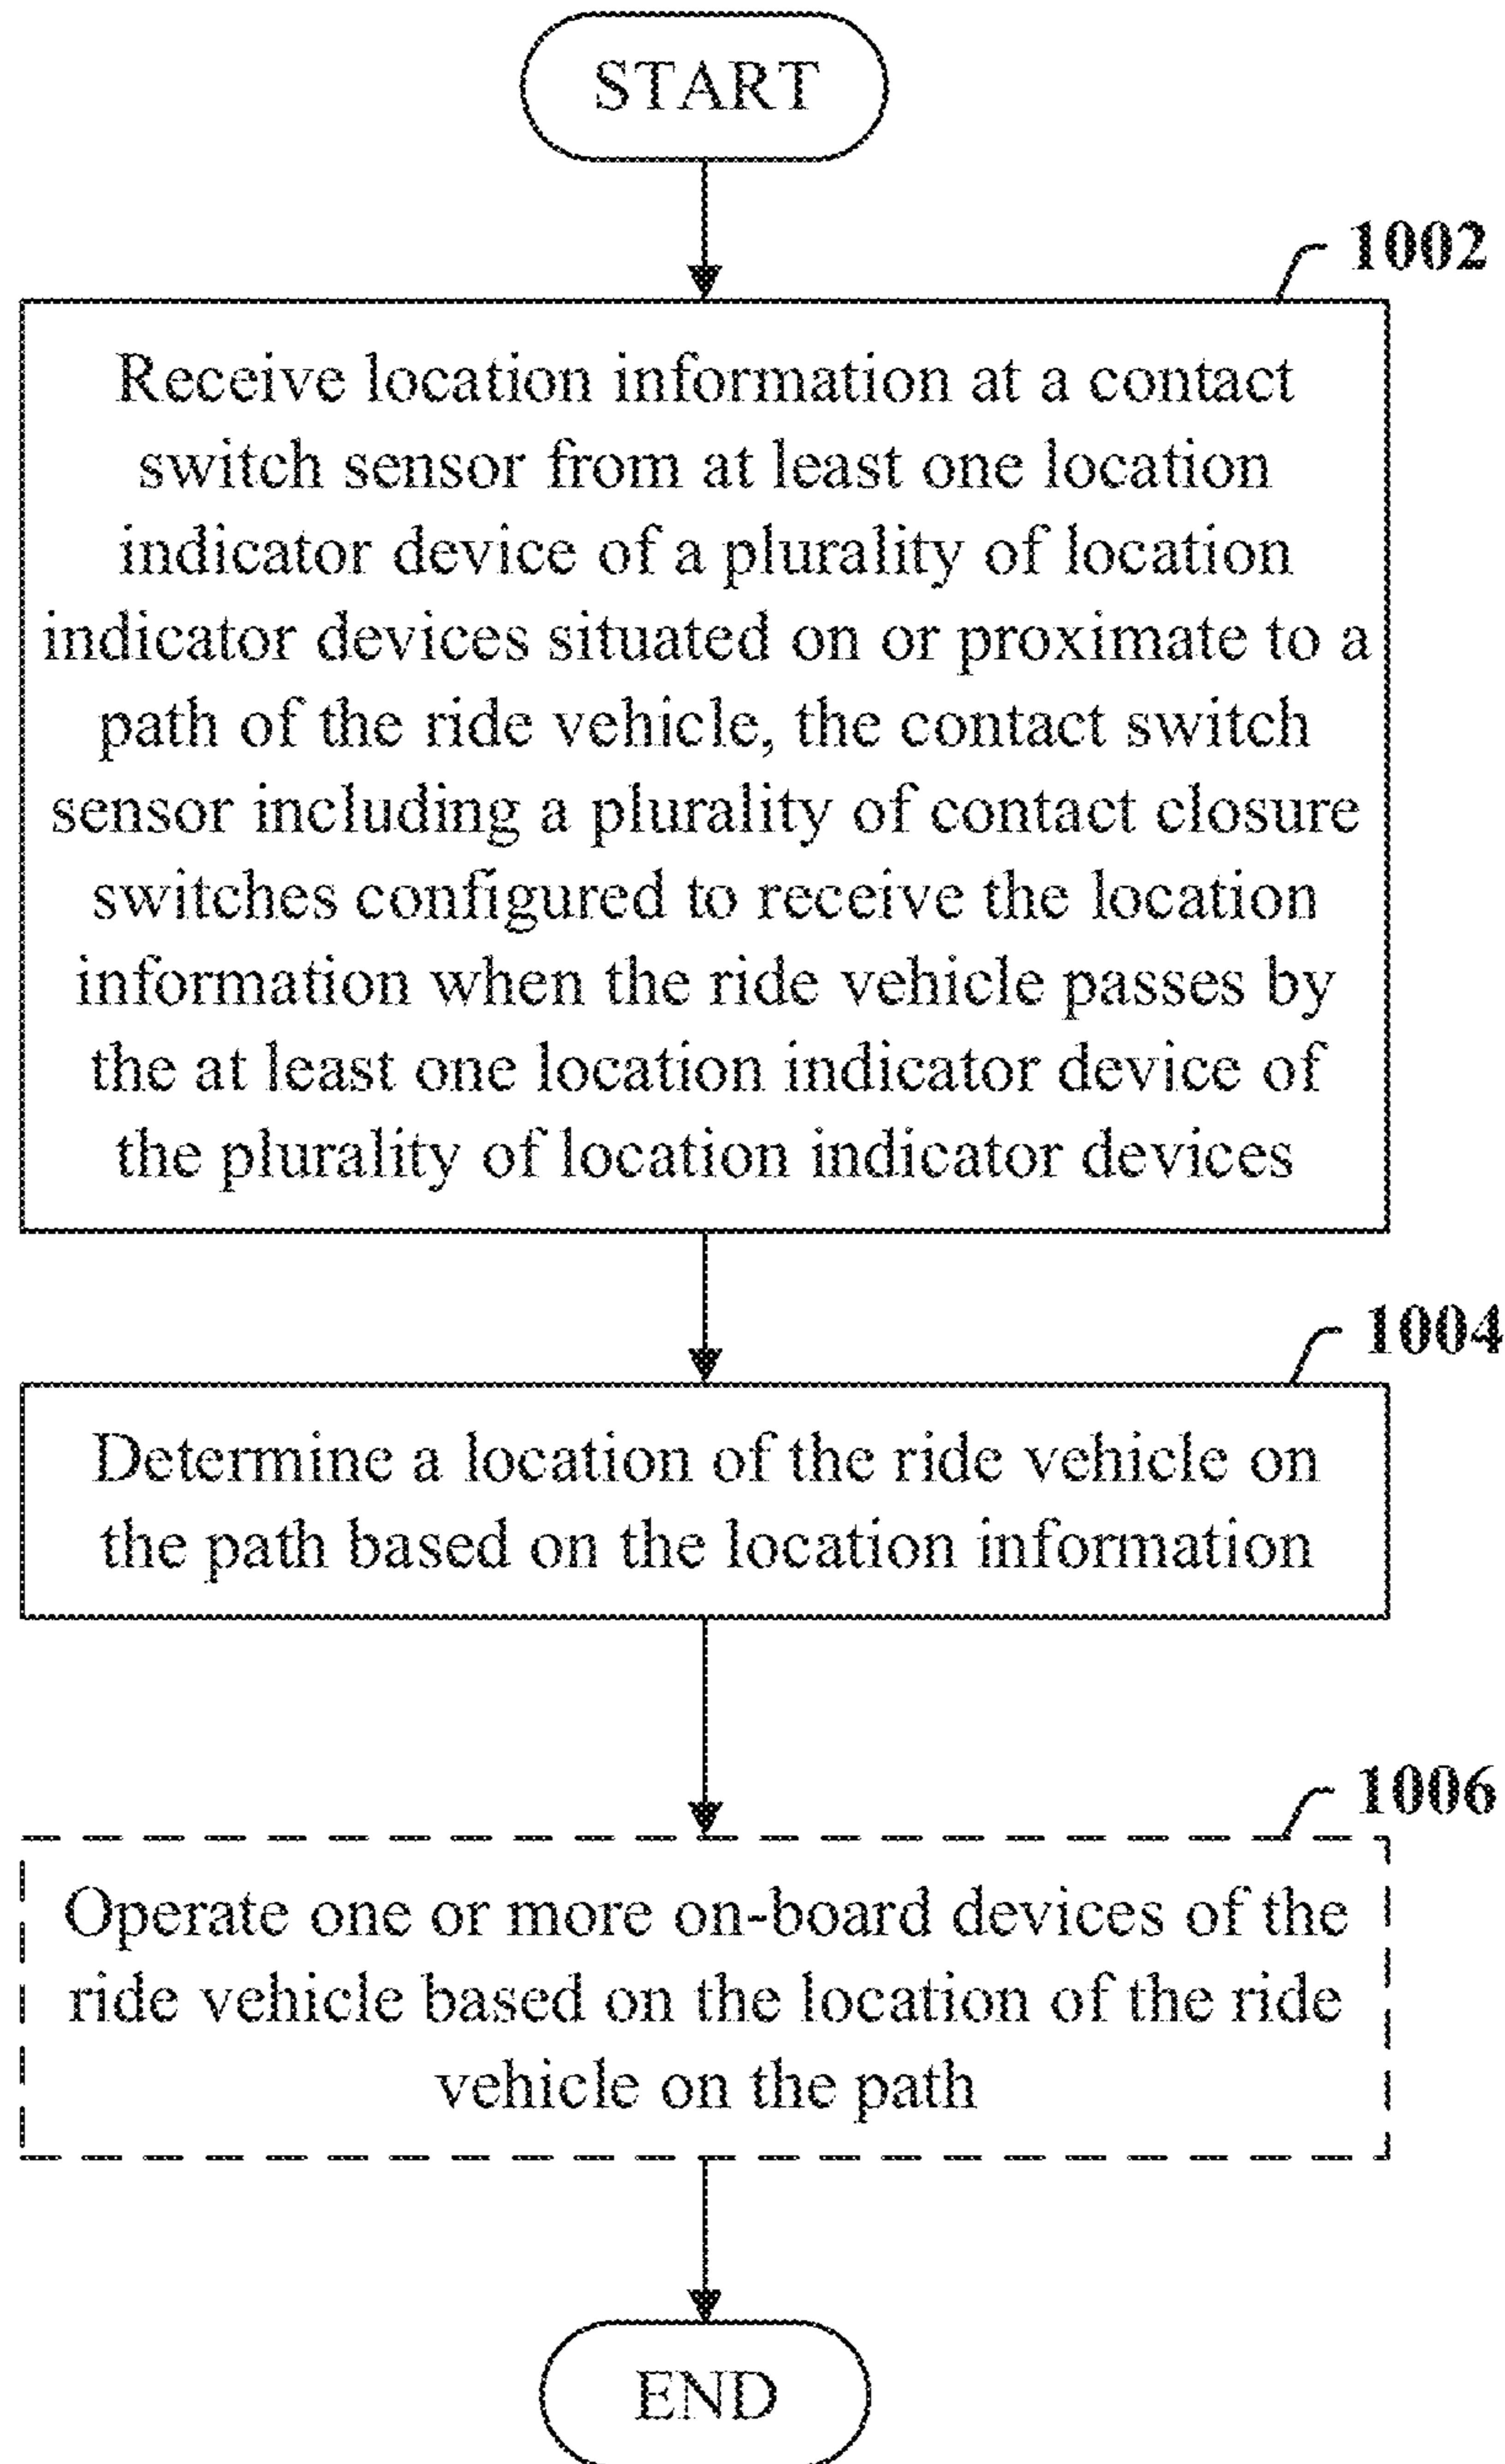 START
1002
Receive location information at a contact
switch sensor from at least one location
indicator device of a plurality of location
indicator devices situated on or proximate to a
path of the ride vehicle, the contact switch
sensor including a plurality of contact closure
switches configured to receive the location
information when the ride vehicle passes by
the at least one location indicator device of
the plurality of location indicator devices
1004
Determine a location of the ride vehicle on
the path based on the location information
1006
Operate one or more on-board devices of the
ride vehicle based on the location of the ride
vehicle on the path
END